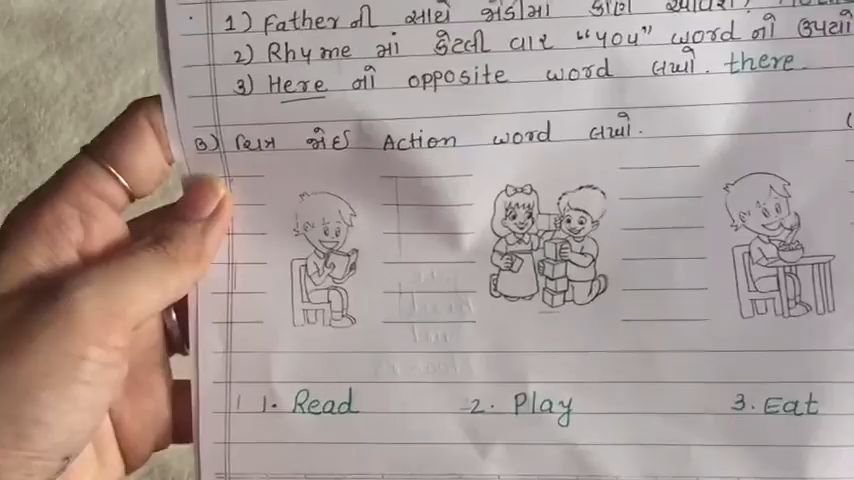 1) Father ની સાથે
2) Rhyme માં કેટલી વાર "you" word નો
3) Here નો opposite word લખો. there
B) ચિત્ર જોઈ Action word લખો.
1. Read 2. Play 3. Eat